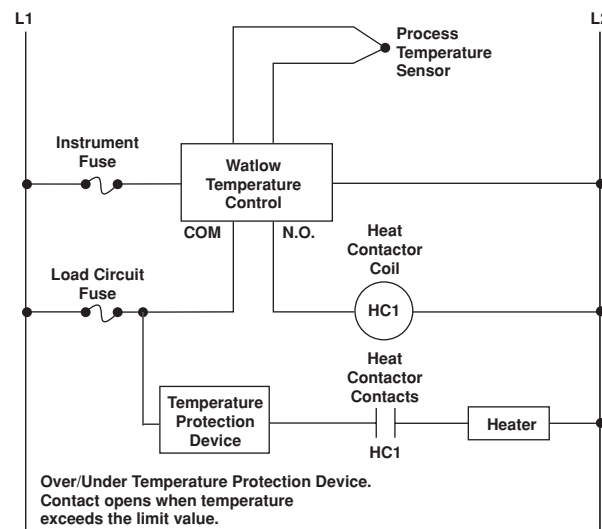 L1
L2
Process
Temperature
Sensor
Instrument
Fuse
Watlow
Temperature
Control
COM
N.O.
Heat
Contactor
Coil
Load Circuit
Fuse
HC1
Heat
Contactor
Contacts
Temperature
Protection
Device
Heater
HC1
Over/Under Temperature Protection Device.
Contact opens when temperature
exceeds the limit value.